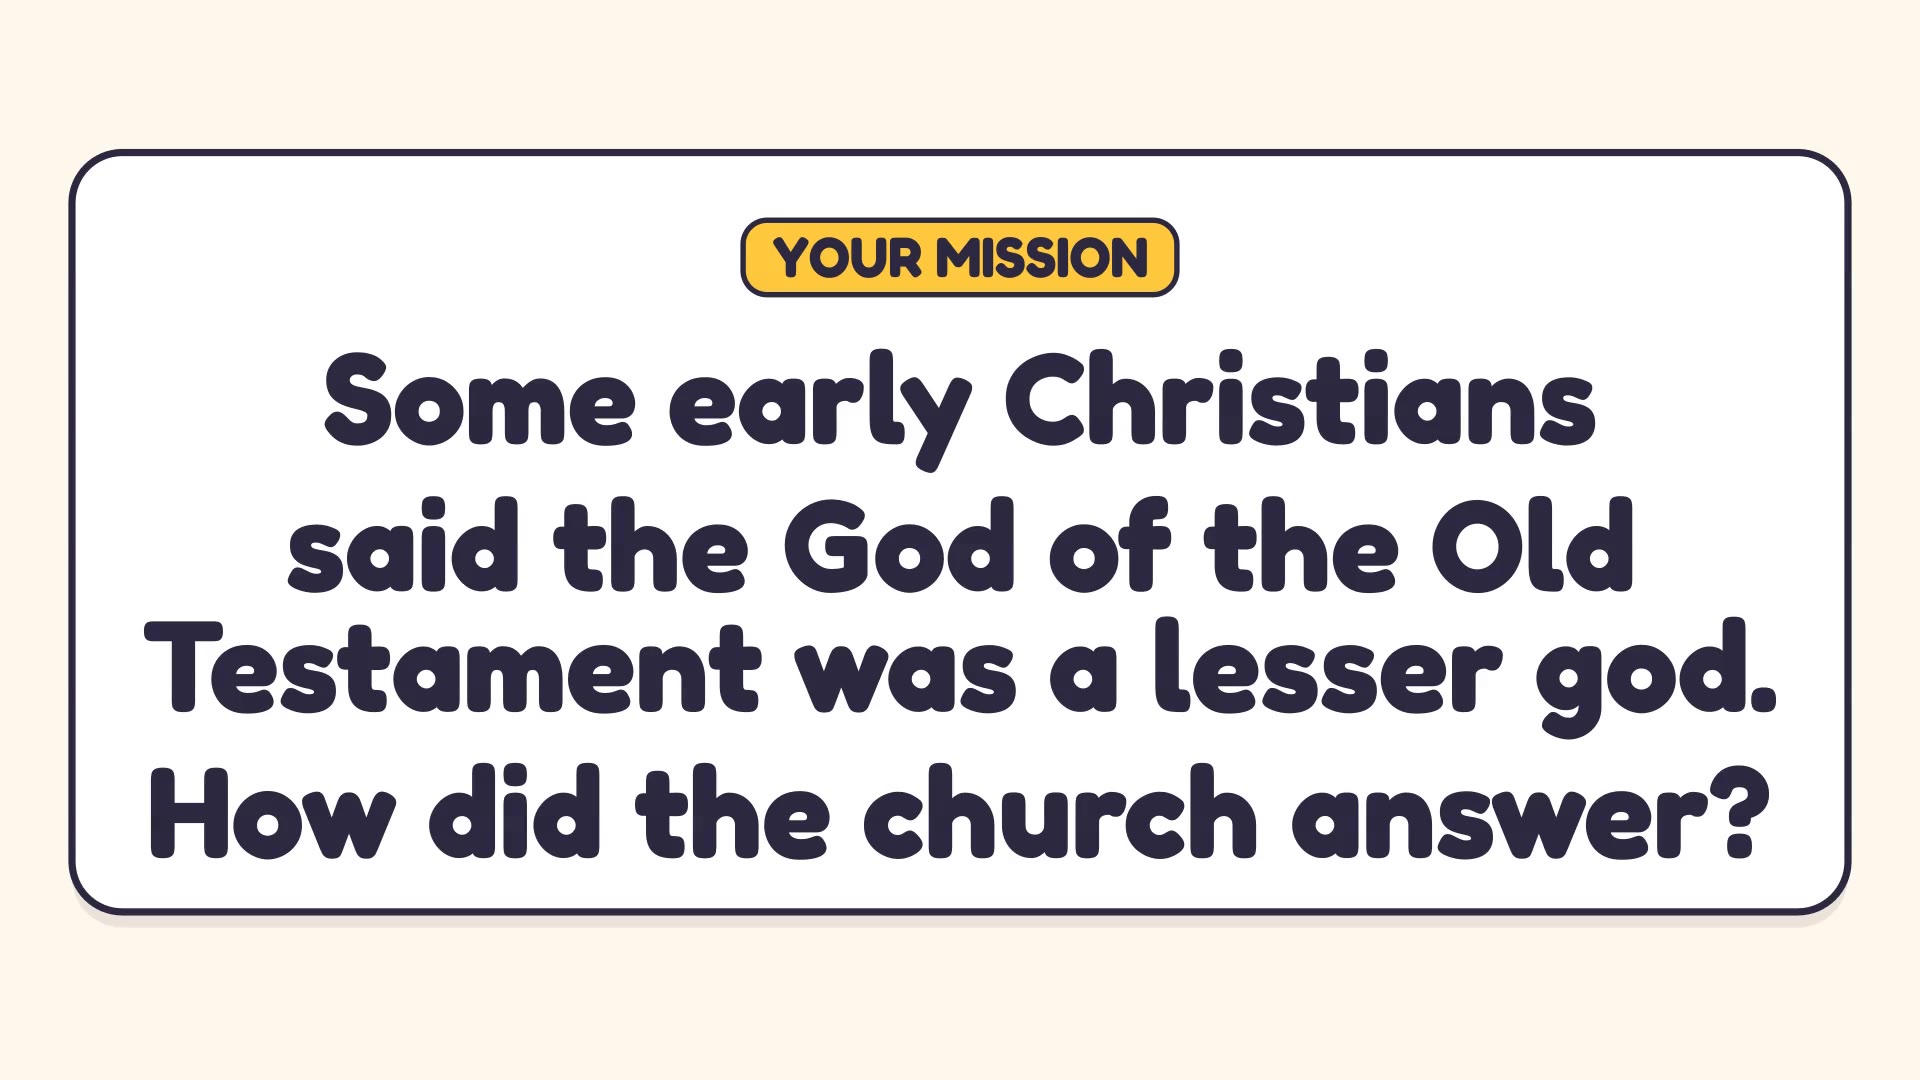 YOUR MISSION
Some early Christians
said the God of the Old
Testament was a lesser god.
How did the church answer?